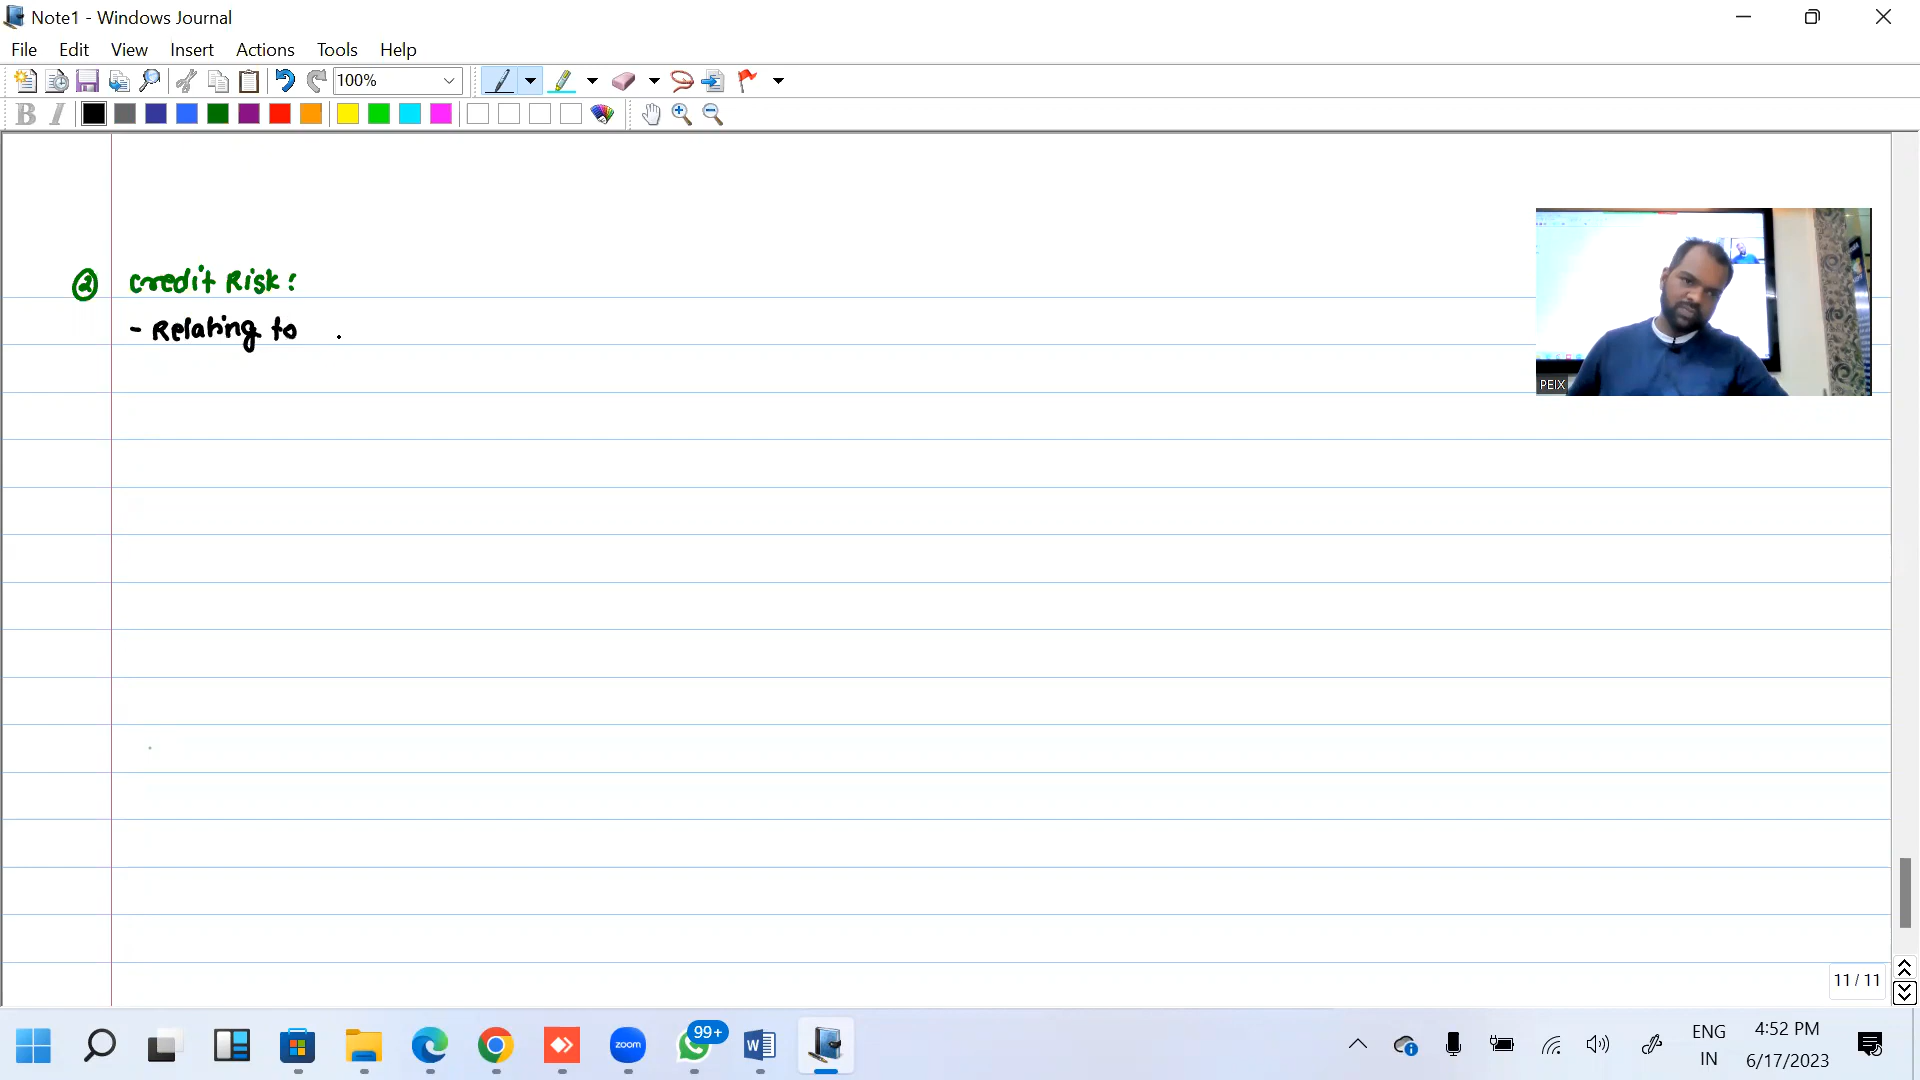 Note1 - Windows Journal
File Edit View Insert Actions Tools Help
100%
② Credit Risk:
- Relating to
PEIX
11 / 11
99+
zoom
ENG
IN
4:52 PM
6/17/2023